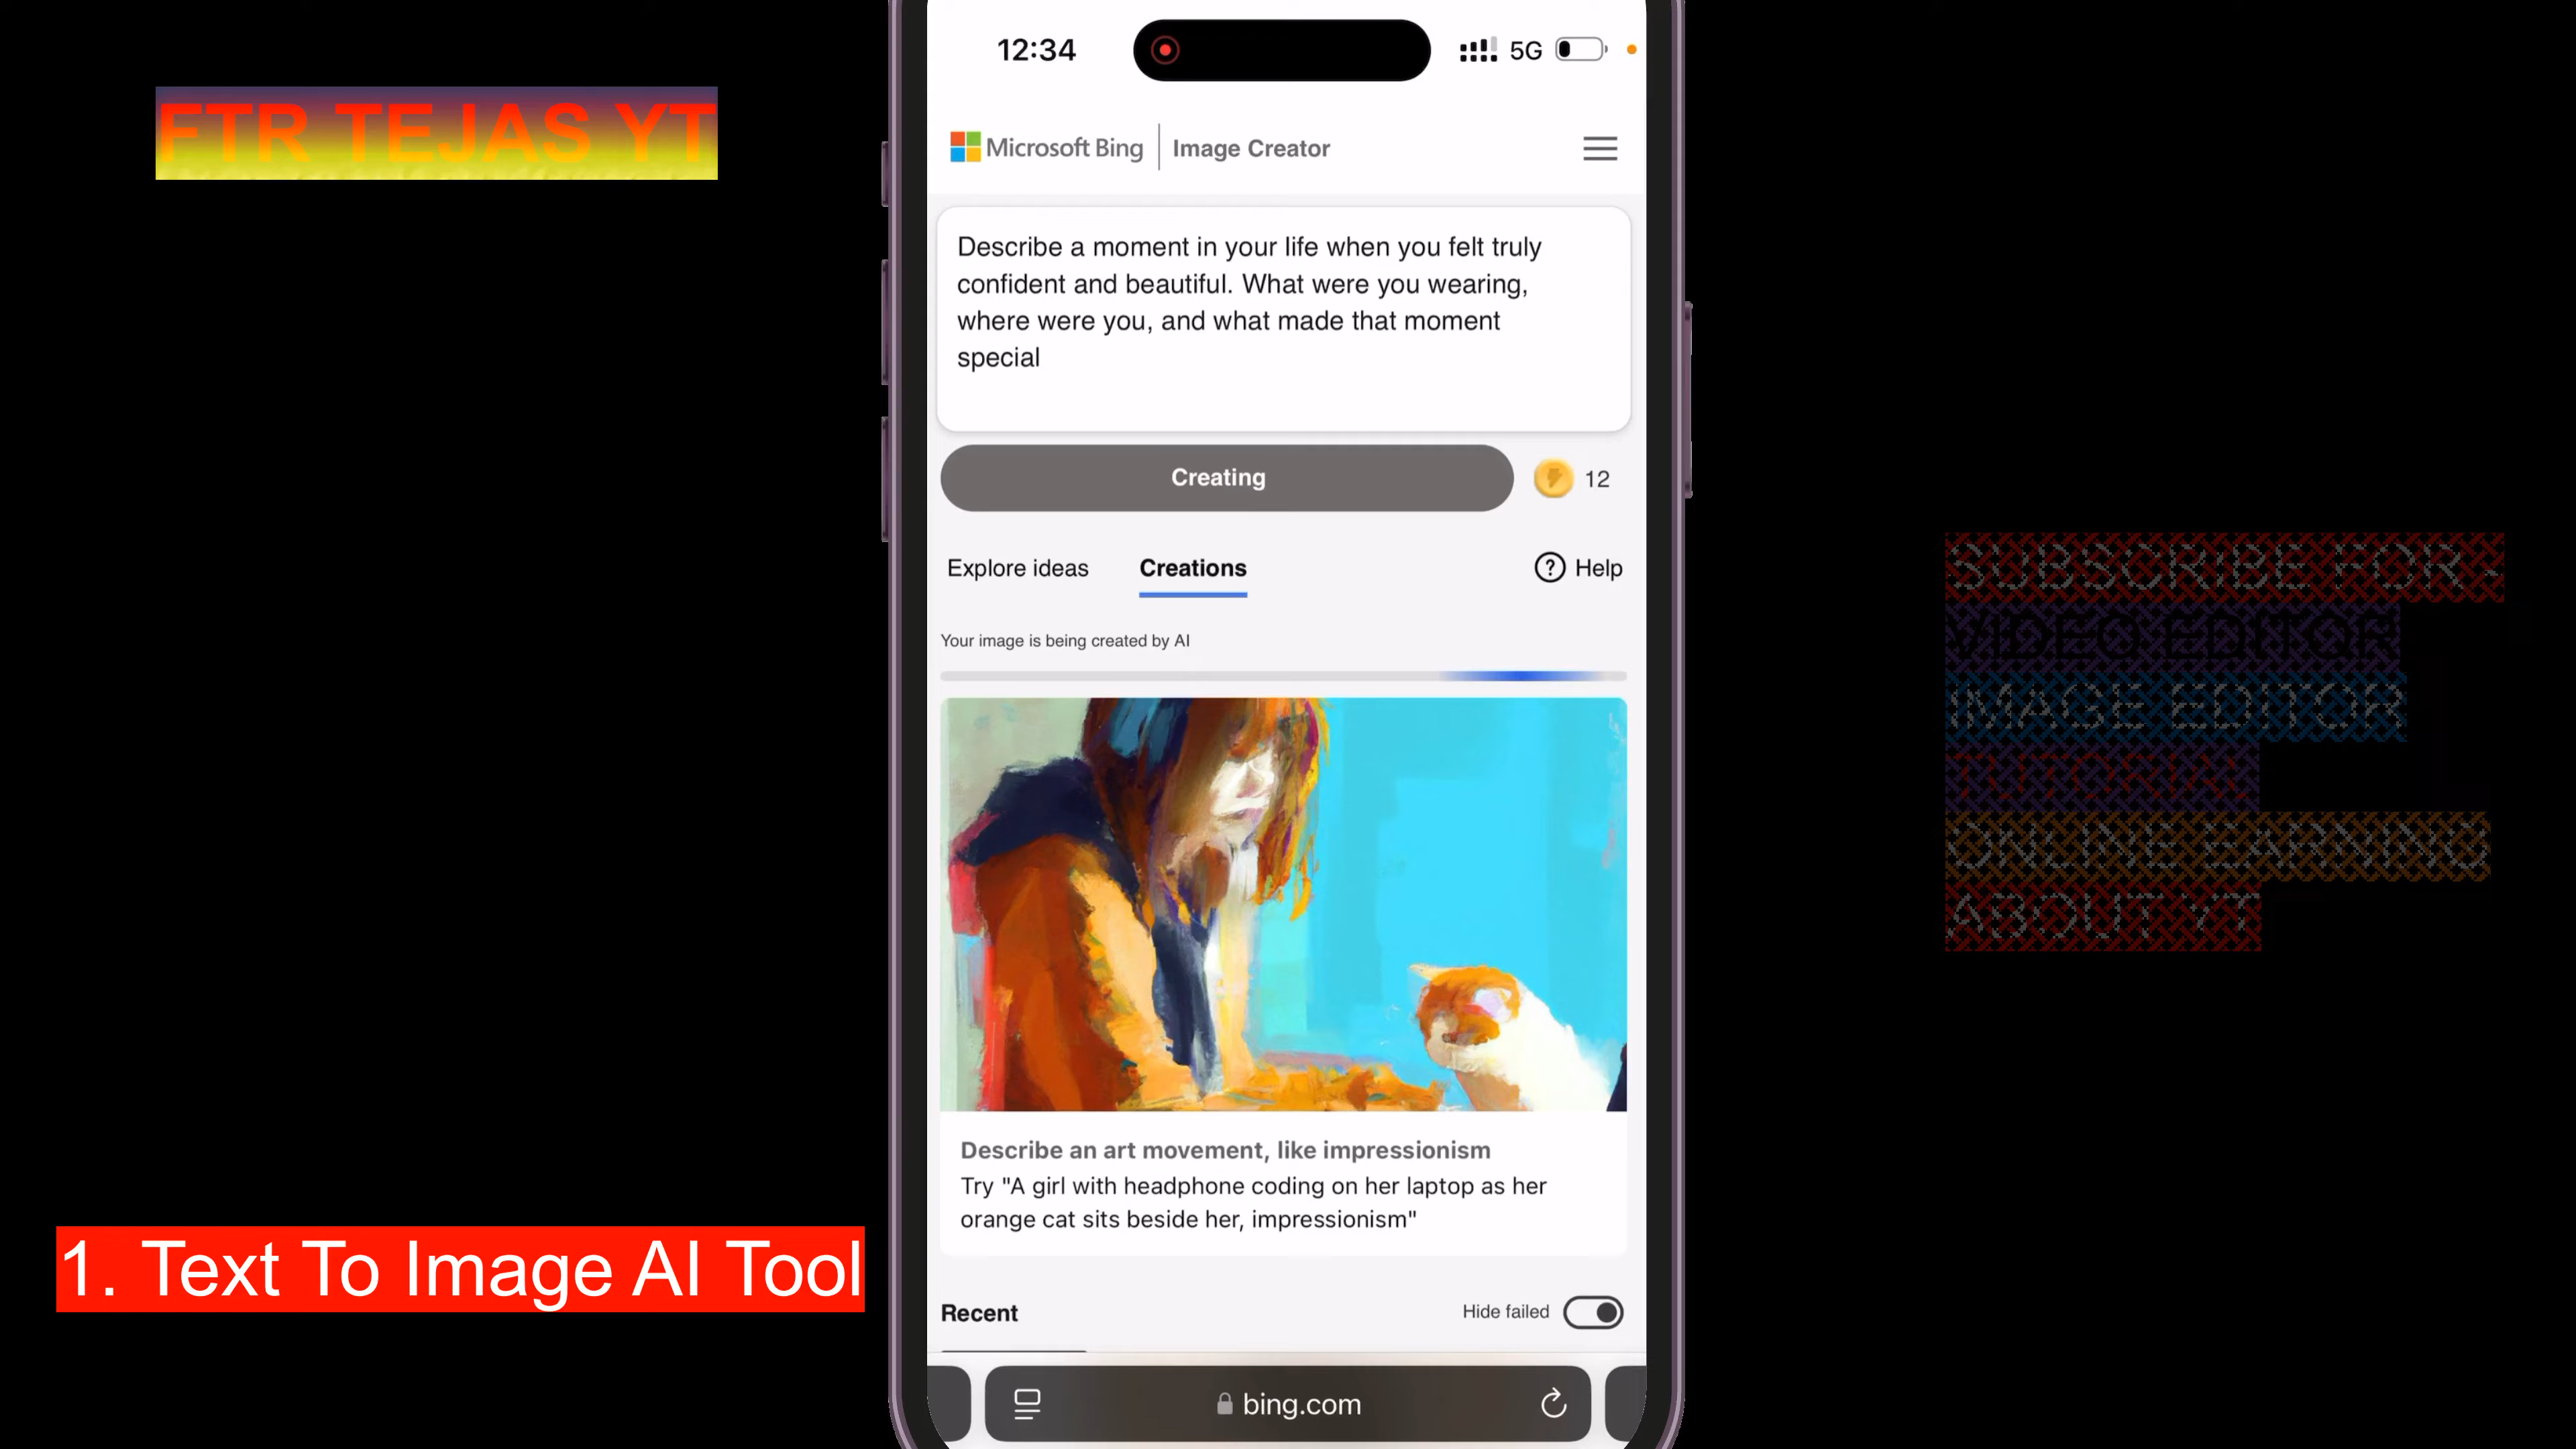 FTR TEJAS YT
12:34
5G
Microsoft Bing | Image Creator
Describe a moment in your life when you felt truly
confident and beautiful. What were you wearing,
where were you, and what made that moment
special
Creating
12
Explore ideas
Creations
Help
Your image is being created by AI
Describe an art movement, like impressionism
Try "A girl with headphone coding on her laptop as her
orange cat sits beside her, impressionism"
Recent
Hide failed
bing.com
1. Text To Image AI Tool
SUBSCRIBE FOR -
VIDEO EDITOR
IMAGE EDITOR
TUTORIAL
ONLINE EARNING
ABOUT YT